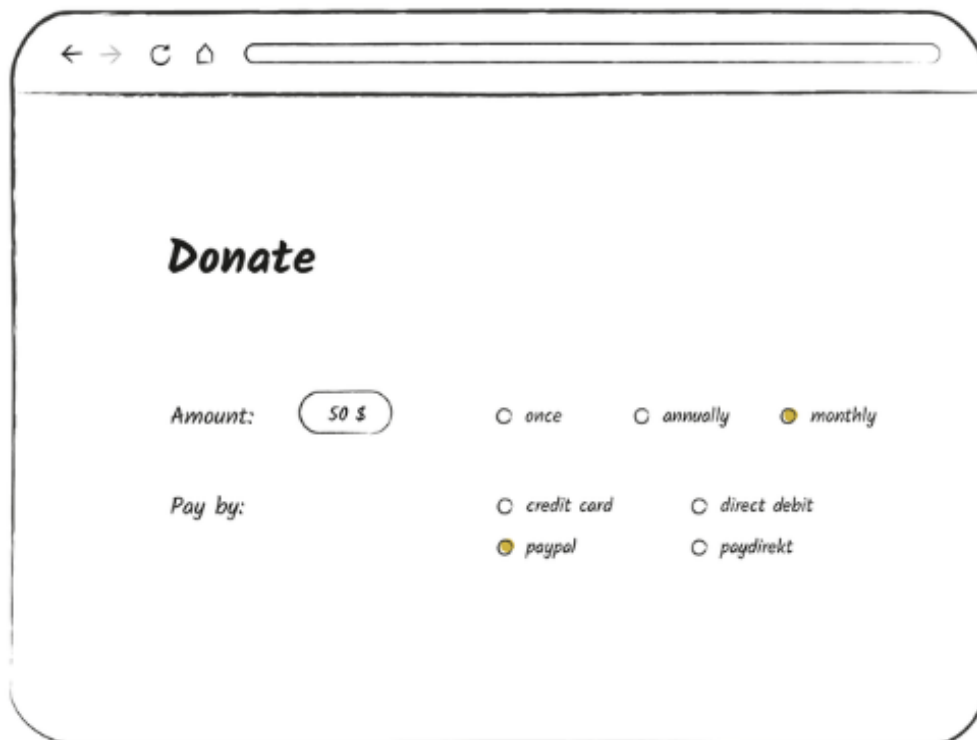 Donate
Amount: 50 $ once annually monthly
Pay by: credit card direct debit
paypal paydirekt